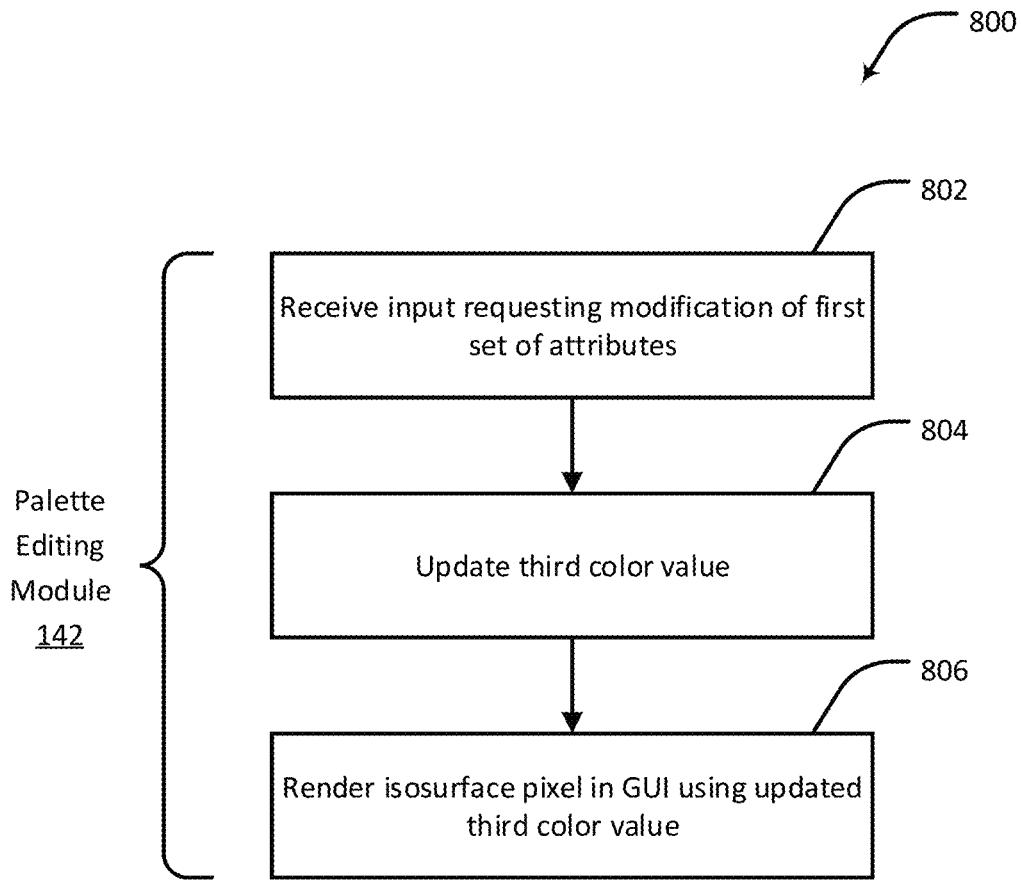 800
802
Receive input requesting modification of first
set of attributes
804
Update third color value
Palette
Editing
Module
142
806
Render isosurface pixel in GUI using updated
third color value